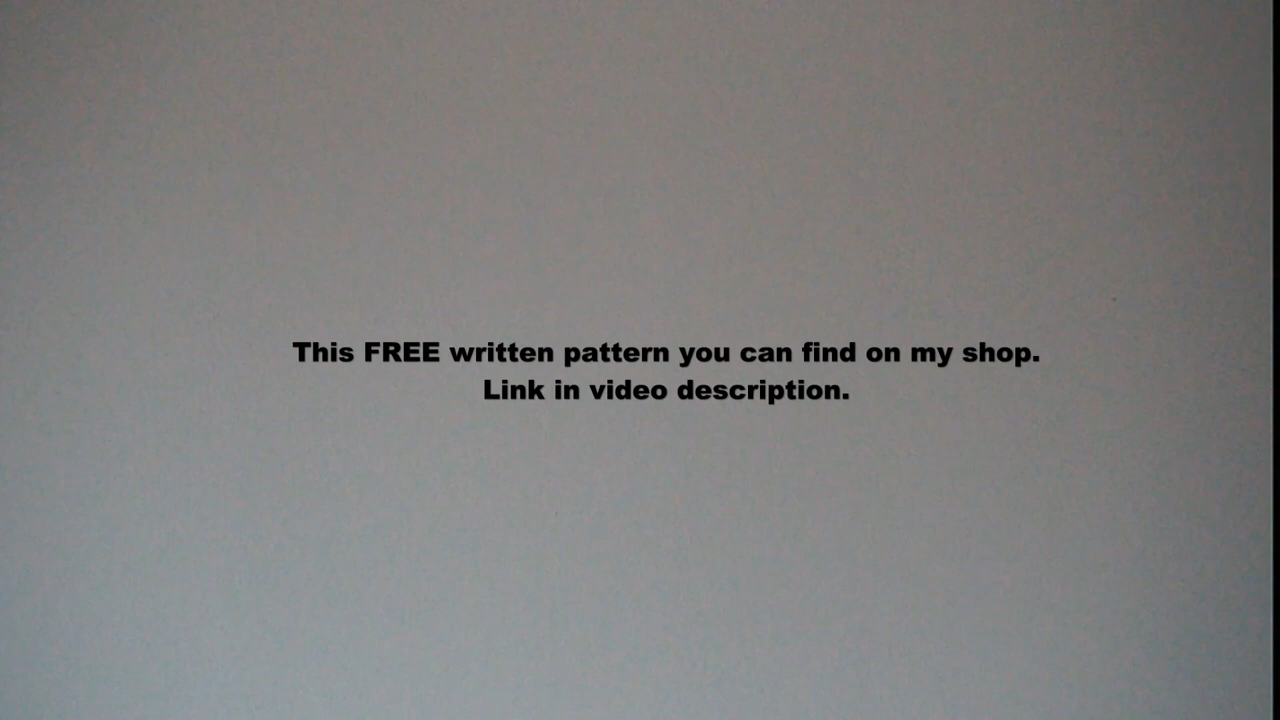 This FREE written pattern you can find on my shop.
Link in video description.